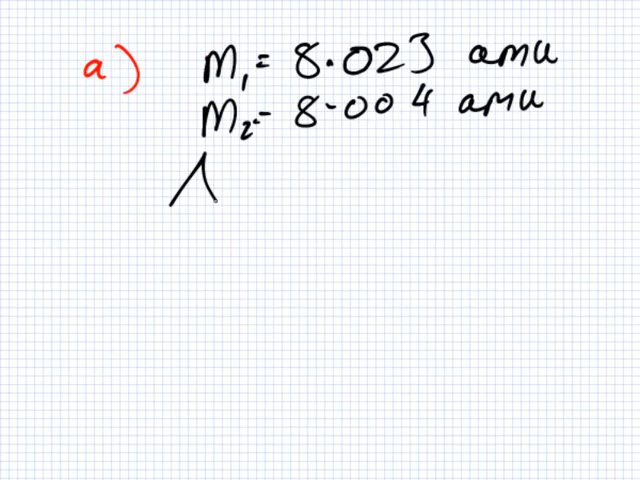 a) M₁ = 8.023 amu
M₂ = 8.004 amu